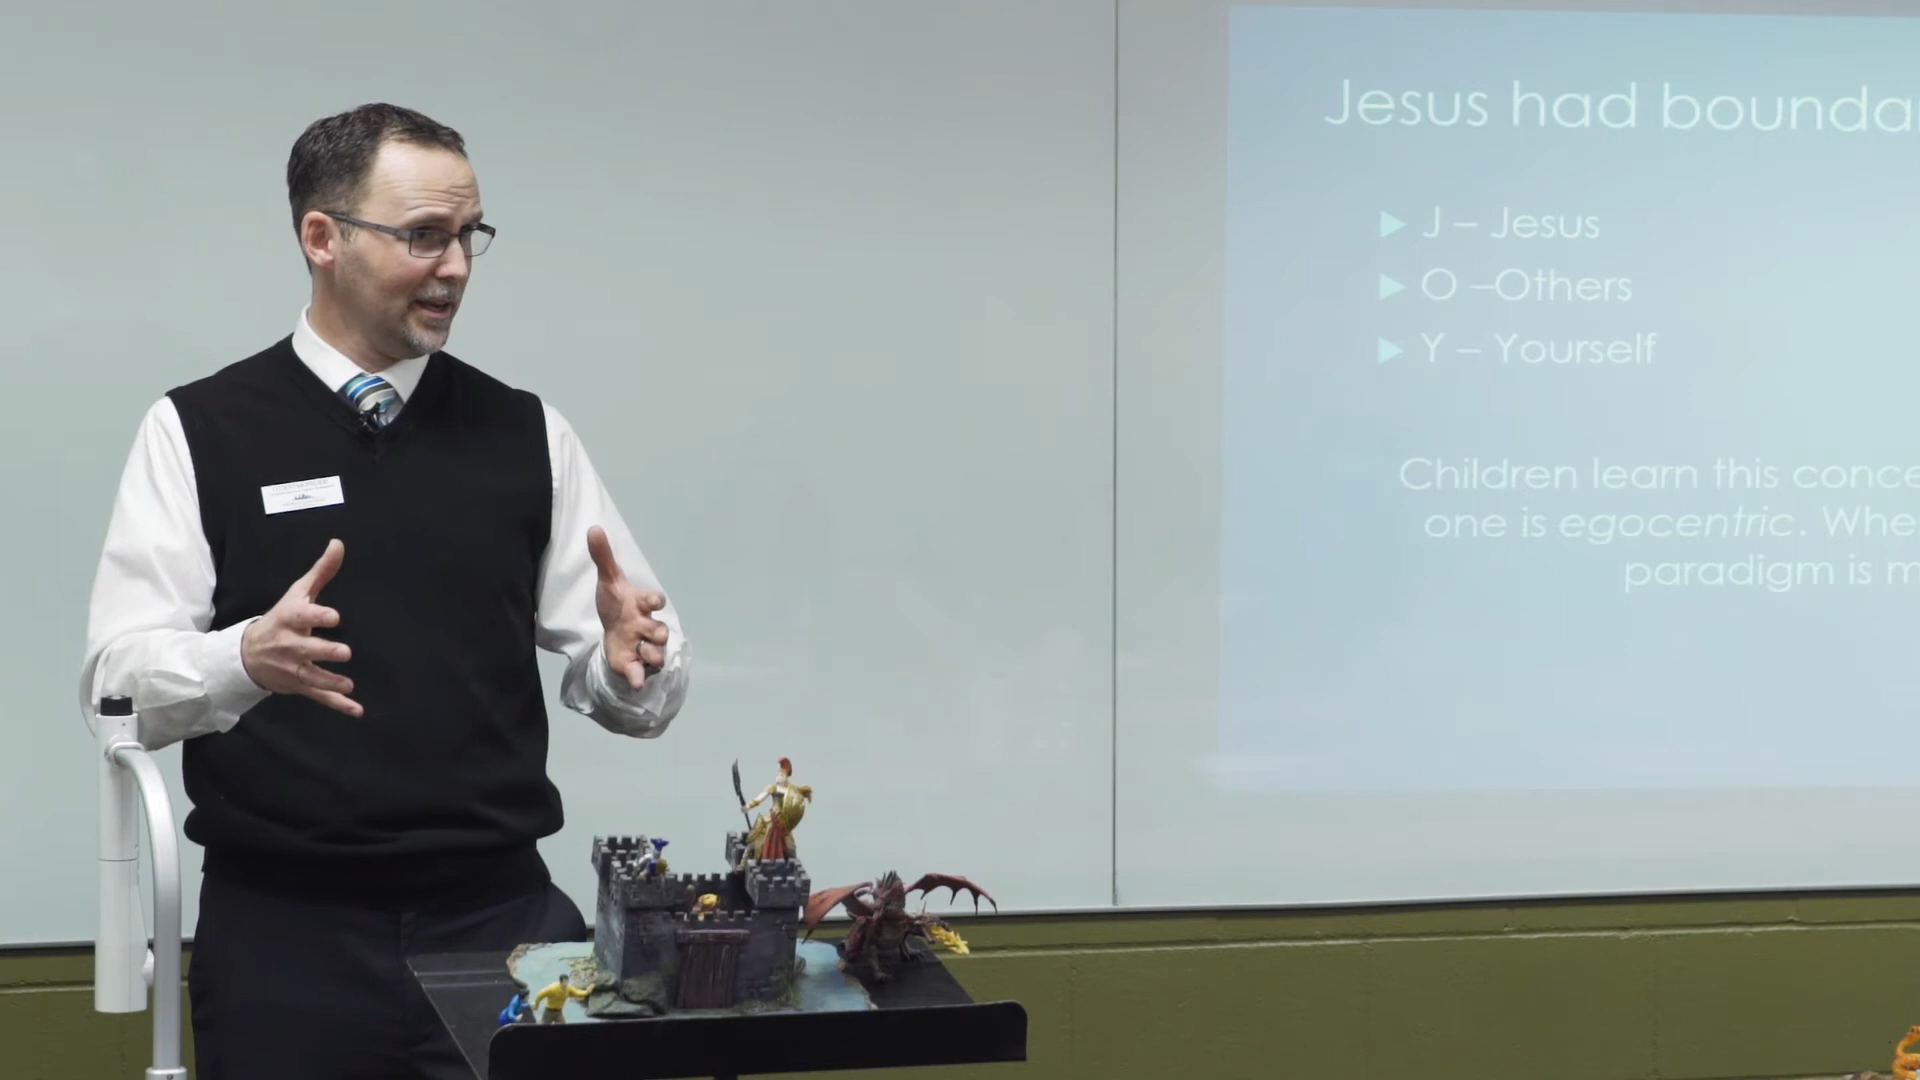 Jesus had bounda
J – Jesus
O –Others
Y – Yourself
Children learn this conce
one is egocentric. Whe
paradigm is m